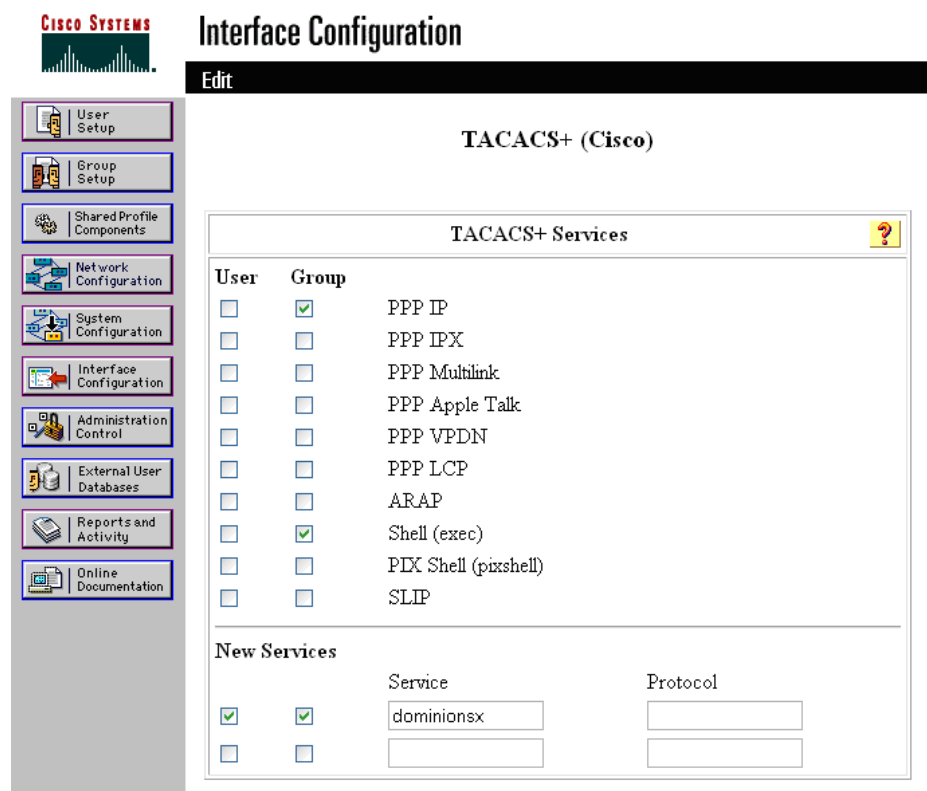 CISCO SYSTEMS
Interface Configuration
Edit
User
Setup
Group
Setup
Shared Profile
Components
Network
Configuration
System
Configuration
Interface
Configuration
Administration
Control
External User
Databases
Reports and
Activity
Online
Documentation
TACACS+ (Cisco)
TACACS+ Services
?
User Group
PPP IP
PPP IPX
PPP Multilink
PPP Apple Talk
PPP VPDN
PPP LCP
ARAP
Shell (exec)
PIX Shell (pixshell)
SLIP
New Services
Service Protocol
dominionsx